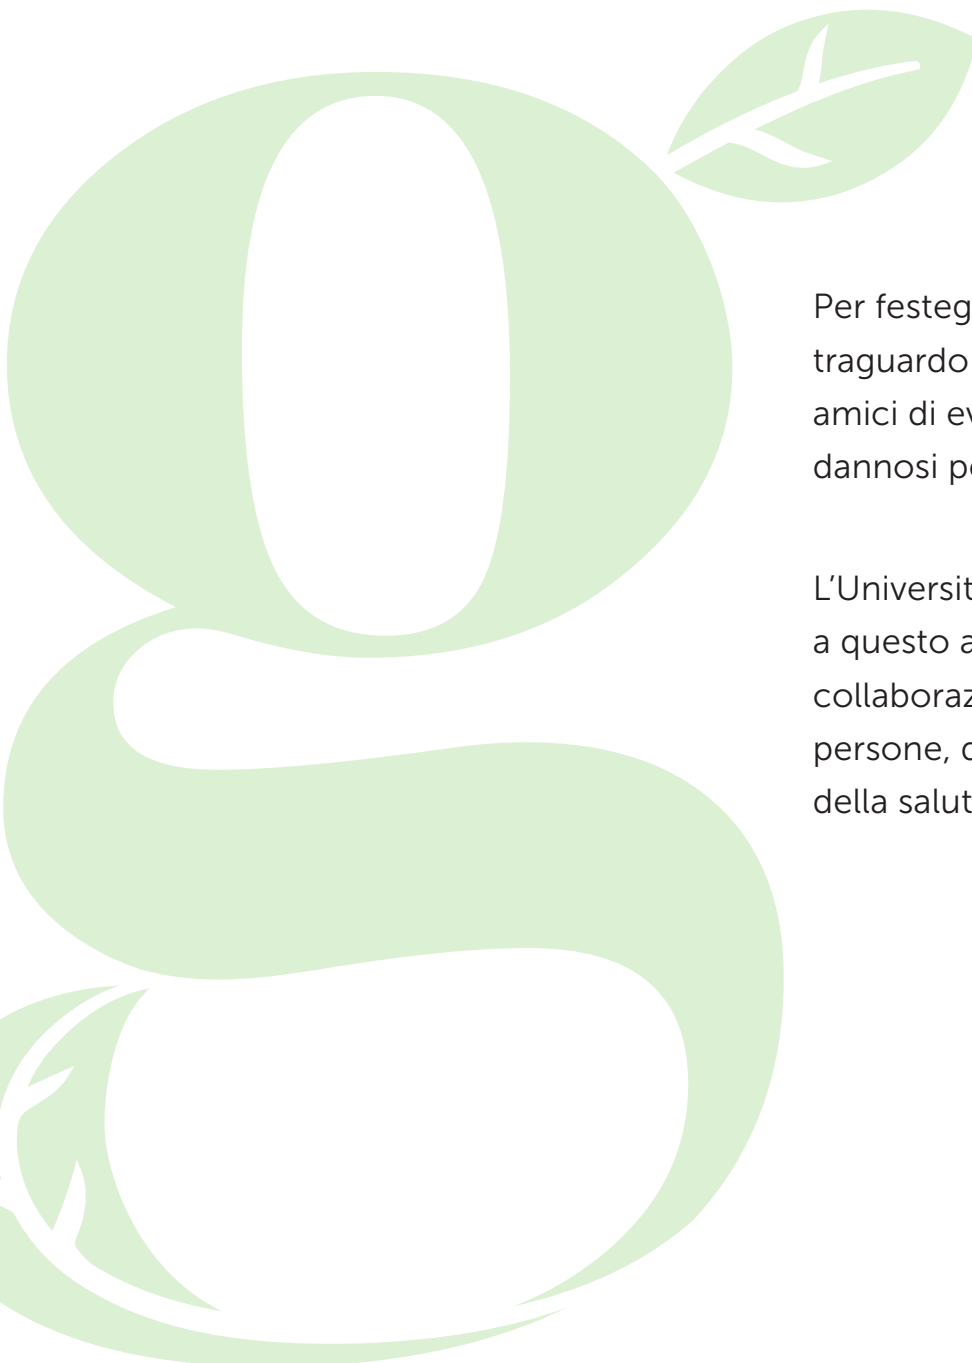 Per festeg
traguardo
amici di ev
dannosi pe
L’Universit
a questo a
collaboraz
persone, d
della salut